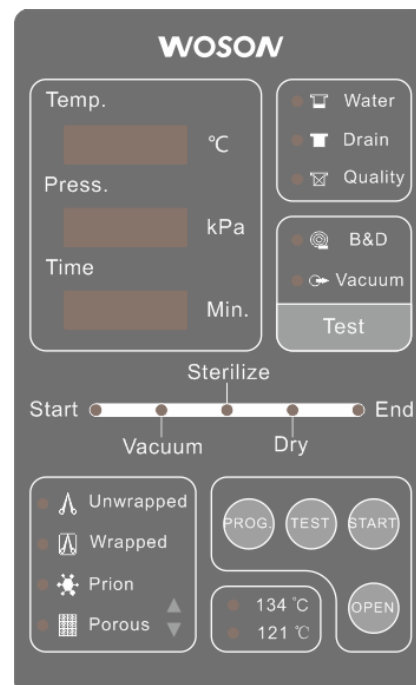 WOSON
Temp.
℃
Press.
kPa
Time
Min.
Water
Drain
Quality
B&D
Vacuum
Test
Sterilize
Start
End
Vacuum
Dry
Unwrapped
Wrapped
Prion
Porous
PROG.
TEST
START
134 °C
121 ℃
OPEN